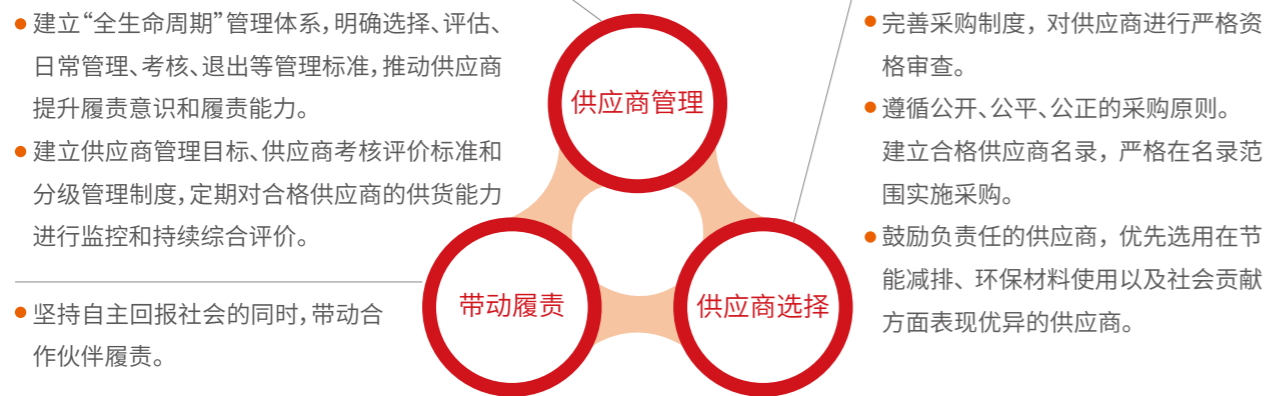 建立“全生命周期”管理体系，明确选择、评估、
日常管理、考核、退出等管理标准，推动供应商
提升履责意识和履责能力。
建立供应商管理目标、供应商考核评价标准和
分级管理制度，定期对合格供应商的供货能力
进行监控和持续综合评价。
坚持自主回报社会的同时，带动合
作伙伴履责。
供应商管理
带动履责
供应商选择
完善采购制度，对供应商进行严格资
格审查。
遵循公开、公平、公正的采购原则。
建立合格供应商名录，严格在名录范
围实施采购。
鼓励负责任的供应商，优先选用在节
能减排、环保材料使用以及社会贡献
方面表现优异的供应商。